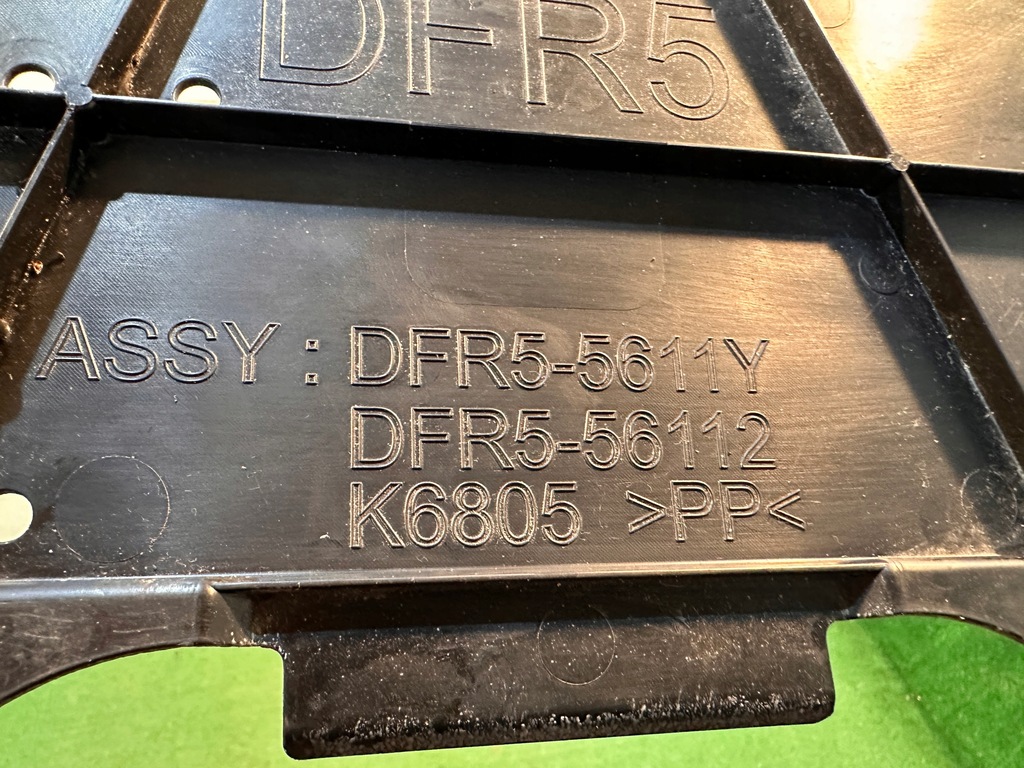 DFR5
ASSY : DFR5-5611Y
DFR5-56112
K6805 >PP<